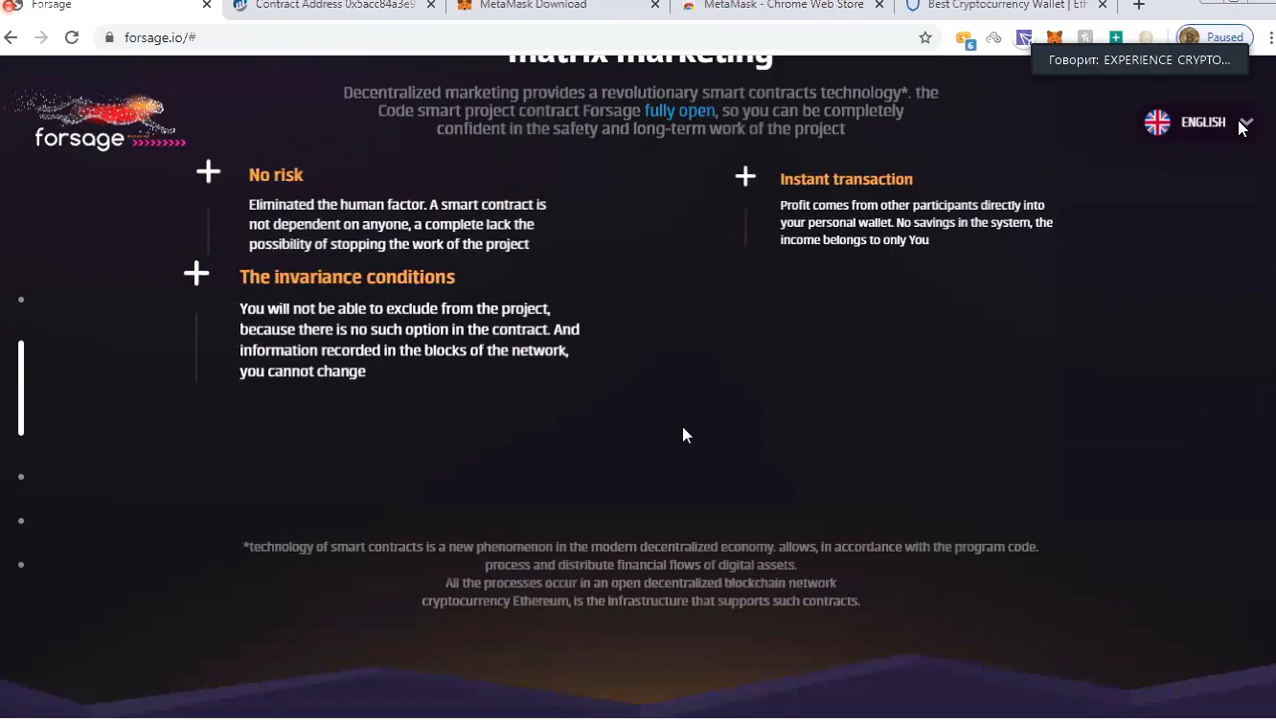 Forsage
Contract Address 0x5acc84a3e9
MetaMask Download
MetaMask - Chrome Web Store
Best Cryptocurrency Wallet | Eth
forsage.io/#
6
Paused
Говорит: EXPERIENCE CRYPTO...
matrix marketing
Decentralized marketing provides a revolutionary smart contracts technology*. the
Code smart project contract Forsage fully open, so you can be completely
confident in the safety and long-term work of the project
forsage
ENGLISH
No risk
Eliminated the human factor. A smart contract is
not dependent on anyone, a complete lack the
possibility of stopping the work of the project
Instant transaction
Profit comes from other participants directly into
your personal wallet. No savings in the system, the
income belongs to only You
The invariance conditions
You will not be able to exclude from the project,
because there is no such option in the contract. And
information recorded in the blocks of the network,
you cannot change
*technology of smart contracts is a new phenomenon in the modern decentralized economy. allows, in accordance with the program code.
process and distribute financial flows of digital assets.
All the processes occur in an open decentralized blockchain network
cryptocurrency Ethereum, is the infrastructure that supports such contracts.